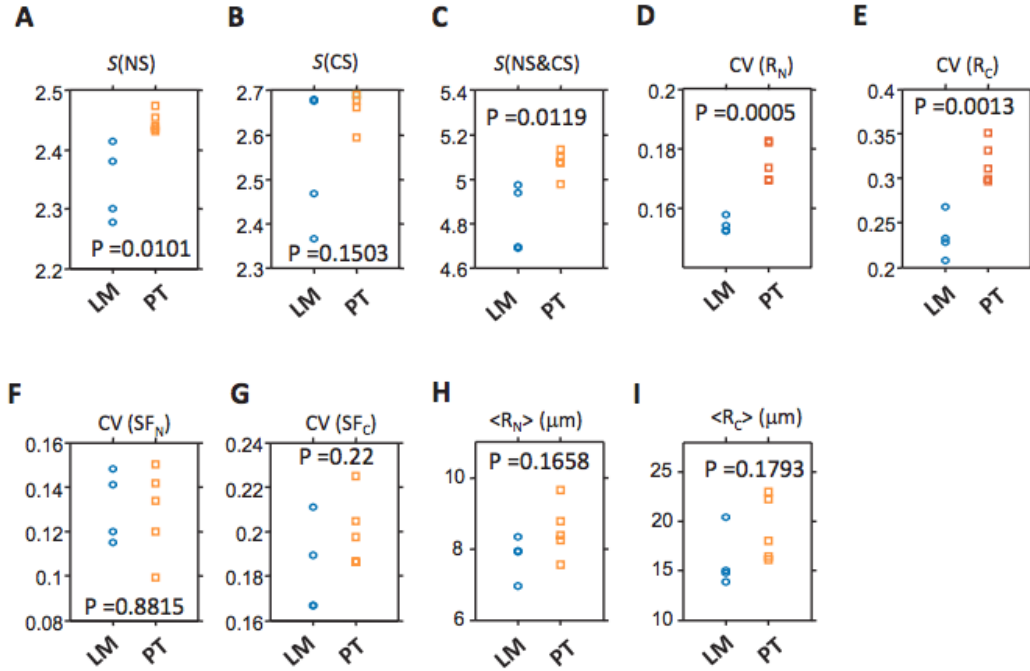 A
S(NS)
2.5
2.4
2.3
2.2
P =0.0101
LM
PT
B
S(CS)
2.7
2.6
2.5
2.4
2.3
P =0.1503
LM
PT
C
S(NS&CS)
5.4
5.2
5
4.8
4.6
P =0.0119
LM
PT
D
CV (R_N)
0.2
0.18
0.16
P =0.0005
LM
PT
E
CV (R_C)
0.4
0.35
0.3
0.25
0.2
P =0.0013
LM
PT
F
CV (SF_N)
0.16
0.14
0.12
0.1
0.08
P =0.8815
LM
PT
G
CV (SF_C)
0.24
0.22
0.2
0.18
0.16
P =0.22
LM
PT
H
<R_N> (μm)
10
8
6
P =0.1658
LM
PT
I
<R_C> (μm)
25
20
15
10
P =0.1793
LM
PT